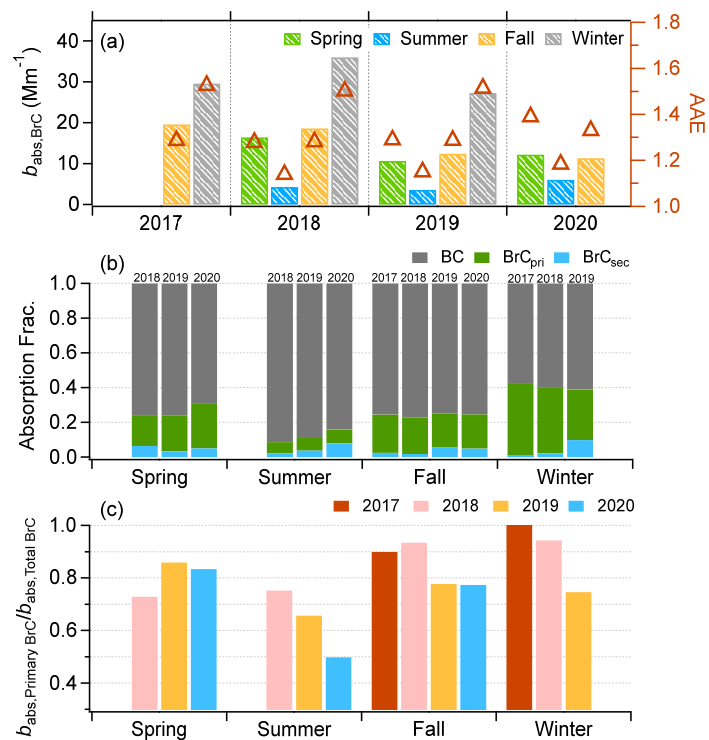 (a)
Spring Summer Fall Winter
b_abs,BrC (Mm⁻¹)
40
30
20
10
0
AAE
1.8
1.6
1.4
1.2
1.0
2017 2018 2019 2020
(b)
BC BrC_pri BrC_sec
Absorption Frac.
1.0
0.8
0.6
0.4
0.2
0.0
2018 2019 2020 2018 2019 2020 2017 2018 2019 2020 2017 2018 2019
Spring Summer Fall Winter
(c)
2017 2018 2019 2020
b_abs,Primary BrC/b_abs,Total BrC
1.0
0.8
0.6
0.4
Spring Summer Fall Winter